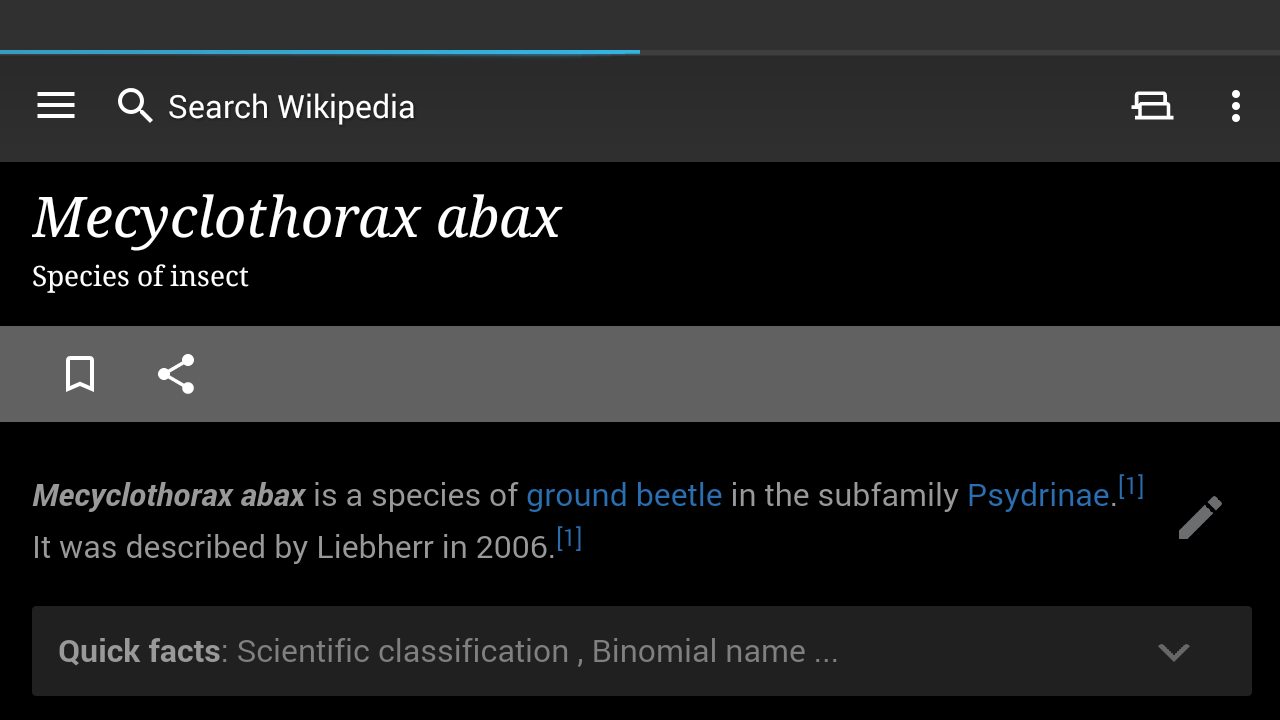 Search Wikipedia
Mecyclothorax abax
Species of insect
Mecyclothorax abax is a species of ground beetle in the subfamily Psydrinae.[1]
It was described by Liebherr in 2006.[1]
Quick facts: Scientific classification , Binomial name ...